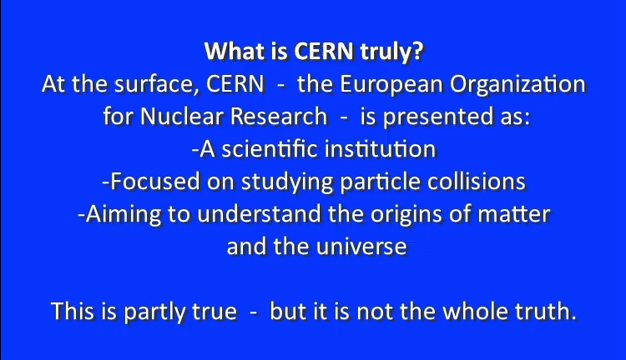 What is CERN truly?
At the surface, CERN  -  the European Organization
for Nuclear Research  -  is presented as:
-A scientific institution
-Focused on studying particle collisions
-Aiming to understand the origins of matter
and the universe
This is partly true  -  but it is not the whole truth.